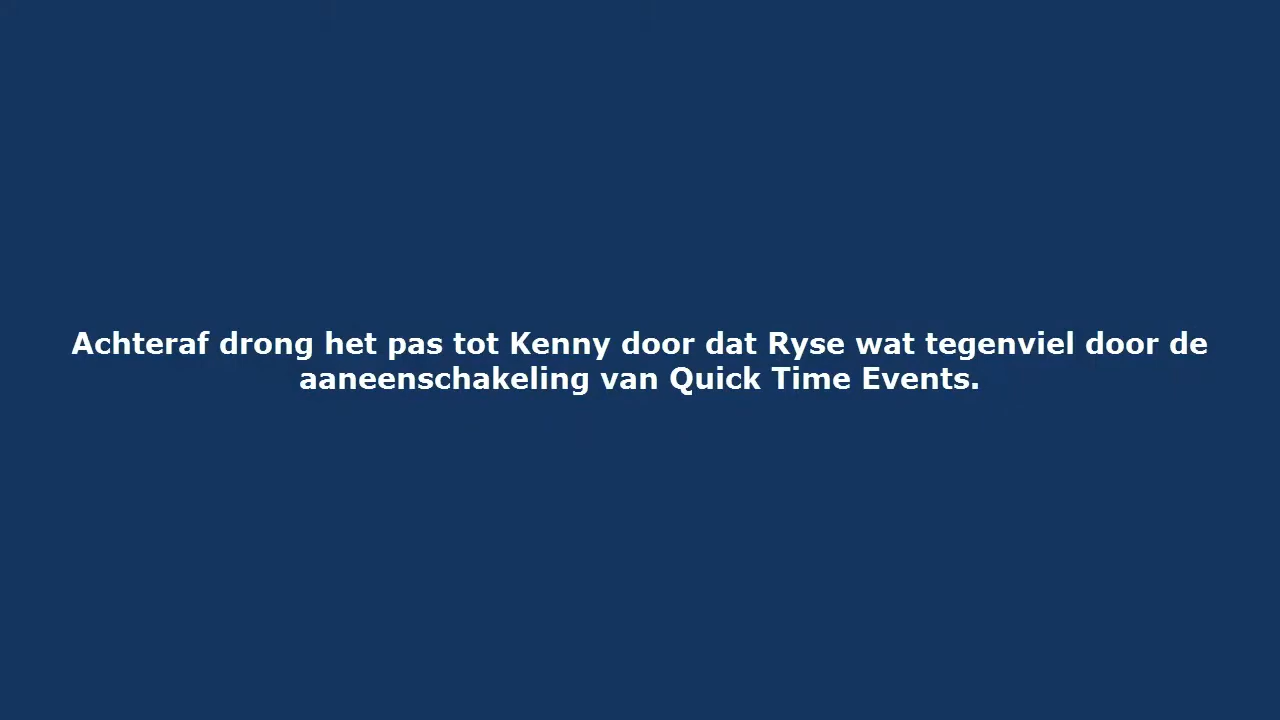 Achteraf drong het pas tot Kenny door dat Ryse wat tegenviel door de
aaneenschakeling van Quick Time Events.